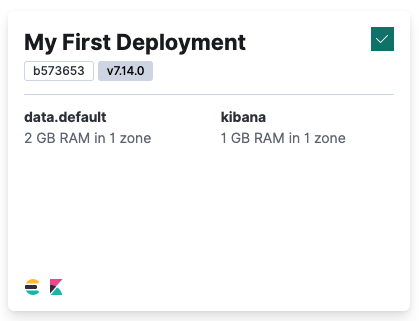 My First Deployment
b573653 v7.14.0
data.default kibana
2 GB RAM in 1 zone 1 GB RAM in 1 zone